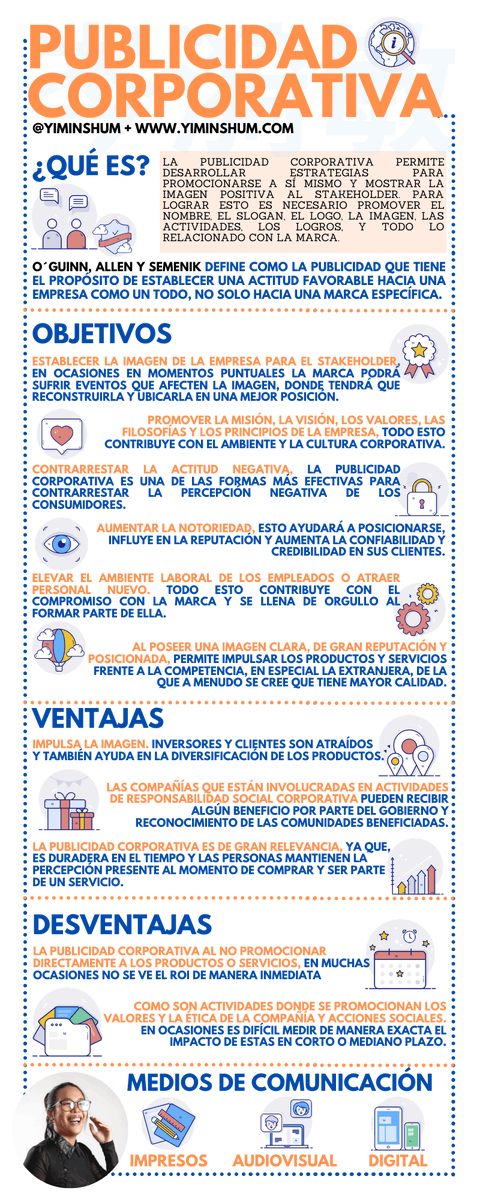 PUBLICIDAD
CORPORATIVA
@YIMINSHUM + WWW.YIMINSHUM.COM
¿QUÉ ES?
LA PUBLICIDAD CORPORATIVA PERMITE
DESARROLLAR ESTRATEGIAS PARA
PROMOCIONARSE A SÍ MISMO Y MOSTRAR LA
IMAGEN POSITIVA AL STAKEHOLDER. PARA
LOGRAR ESTO ES NECESARIO PROMOVER EL
NOMBRE, EL SLOGAN, EL LOGO, LA IMAGEN, LAS
ACTIVIDADES, LOS LOGROS, Y TODO LO
RELACIONADO CON LA MARCA.
O´GUINN, ALLEN Y SEMENIK DEFINE COMO LA PUBLICIDAD QUE TIENE
EL PROPÓSITO DE ESTABLECER UNA ACTITUD FAVORABLE HACIA UNA
EMPRESA COMO UN TODO, NO SOLO HACIA UNA MARCA ESPECÍFICA.
OBJETIVOS
ESTABLECER LA IMAGEN DE LA EMPRESA PARA EL STAKEHOLDER,
EN OCASIONES EN MOMENTOS PUNTUALES LA MARCA PODRÁ
SUFRIR EVENTOS QUE AFECTEN LA IMAGEN, DONDE TENDRÁ QUE
RECONSTRUIRLA Y UBICARLA EN UNA MEJOR POSICIÓN.
PROMOVER LA MISIÓN, LA VISIÓN, LOS VALORES, LAS
FILOSOFÍAS Y LOS PRINCIPIOS DE LA EMPRESA, TODO ESTO
CONTRIBUYE CON EL AMBIENTE Y LA CULTURA CORPORATIVA.
CONTRARRESTAR LA ACTITUD NEGATIVA, LA PUBLICIDAD
CORPORATIVA ES UNA DE LAS FORMAS MÁS EFECTIVAS PARA
CONTRARRESTAR LA PERCEPCIÓN NEGATIVA DE LOS
CONSUMIDORES.
AUMENTAR LA NOTORIEDAD, ESTO AYUDARÁ A POSICIONARSE,
INFLUYE EN LA REPUTACIÓN Y AUMENTA LA CONFIABILIDAD Y
CREDIBILIDAD EN SUS CLIENTES.
ELEVAR EL AMBIENTE LABORAL DE LOS EMPLEADOS O ATRAER
PERSONAL NUEVO. TODO ESTO CONTRIBUYE CON EL
COMPROMISO CON LA MARCA Y SE LLENA DE ORGULLO AL
FORMAR PARTE DE ELLA.
AL POSEER UNA IMAGEN CLARA, DE GRAN REPUTACIÓN Y
POSICIONADA, PERMITE IMPULSAR LOS PRODUCTOS Y SERVICIOS
FRENTE A LA COMPETENCIA, EN ESPECIAL LA EXTRANJERA, DE LA
QUE A MENUDO SE CREE QUE TIENE MAYOR CALIDAD.
VENTAJAS
IMPULSA LA IMAGEN. INVERSORES Y CLIENTES SON ATRAÍDOS
Y TAMBIÉN AYUDA EN LA DIVERSIFICACIÓN DE LOS PRODUCTOS.
LAS COMPAÑÍAS QUE ESTÁN INVOLUCRADAS EN ACTIVIDADES
DE RESPONSABILIDAD SOCIAL CORPORATIVA PUEDEN RECIBIR
ALGÚN BENEFICIO POR PARTE DEL GOBIERNO Y
RECONOCIMIENTO DE LAS COMUNIDADES BENEFICIADAS.
LA PUBLICIDAD CORPORATIVA ES DE GRAN RELEVANCIA, YA QUE,
ES DURADERA EN EL TIEMPO Y LAS PERSONAS MANTIENEN LA
PERCEPCIÓN PRESENTE AL MOMENTO DE COMPRAR Y SER PARTE
DE UN SERVICIO.
DESVENTAJAS
LA PUBLICIDAD CORPORATIVA AL NO PROMOCIONAR
DIRECTAMENTE A LOS PRODUCTOS O SERVICIOS, EN MUCHAS
OCASIONES NO SE VE EL ROI DE MANERA INMEDIATA
COMO SON ACTIVIDADES DONDE SE PROMOCIONAN LOS
VALORES Y LA ÉTICA DE LA COMPAÑÍA Y ACCIONES SOCIALES.
EN OCASIONES ES DIFÍCIL MEDIR DE MANERA EXACTA EL
IMPACTO DE ESTAS EN CORTO O MEDIANO PLAZO.
MEDIOS DE COMUNICACIÓN
IMPRESOS AUDIOVISUAL DIGITAL